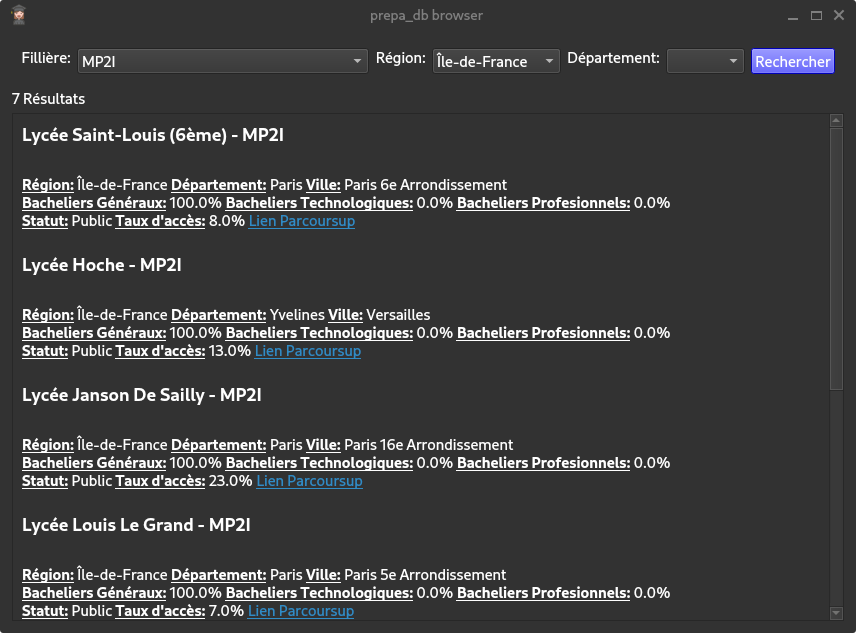 prepa_db browser
Fillière: MP2I Région: Île-de-France Département: Rechercher
7 Résultats
Lycée Saint-Louis (6ème) - MP2I
Région: Île-de-France Département: Paris Ville: Paris 6e Arrondissement
Bacheliers Généraux: 100.0% Bacheliers Technologiques: 0.0% Bacheliers Profesionnels: 0.0%
Statut: Public Taux d'accès: 8.0% Lien Parcoursup
Lycée Hoche - MP2I
Région: Île-de-France Département: Yvelines Ville: Versailles
Bacheliers Généraux: 100.0% Bacheliers Technologiques: 0.0% Bacheliers Profesionnels: 0.0%
Statut: Public Taux d'accès: 13.0% Lien Parcoursup
Lycée Janson De Sailly - MP2I
Région: Île-de-France Département: Paris Ville: Paris 16e Arrondissement
Bacheliers Généraux: 100.0% Bacheliers Technologiques: 0.0% Bacheliers Profesionnels: 0.0%
Statut: Public Taux d'accès: 23.0% Lien Parcoursup
Lycée Louis Le Grand - MP2I
Région: Île-de-France Département: Paris Ville: Paris 5e Arrondissement
Bacheliers Généraux: 100.0% Bacheliers Technologiques: 0.0% Bacheliers Profesionnels: 0.0%
Statut: Public Taux d'accès: 7.0% Lien Parcoursup